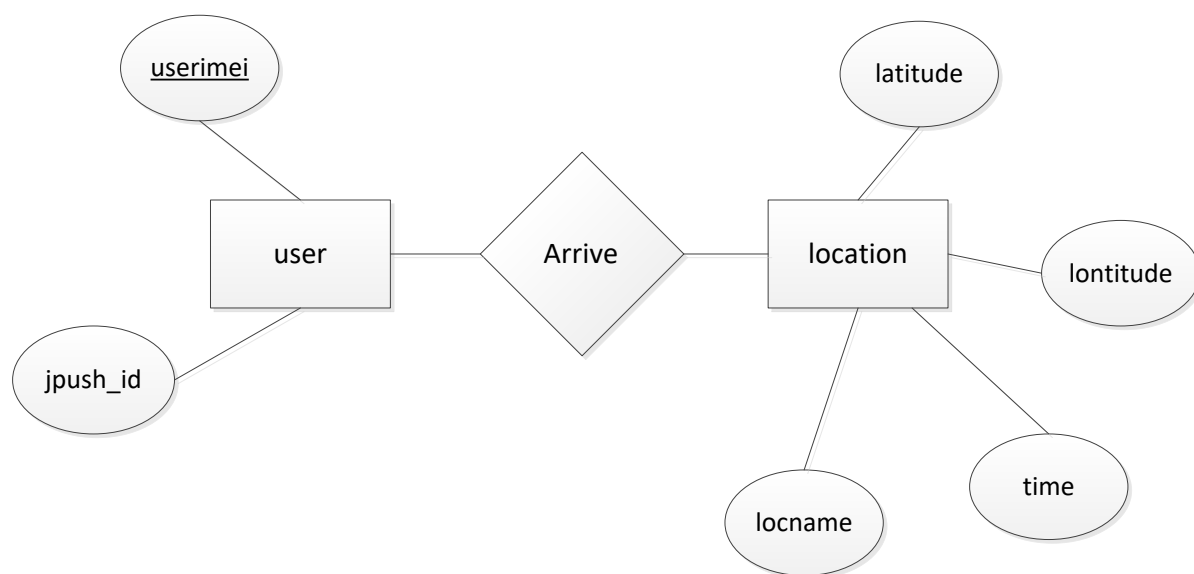 userimei
latitude
user
Arrive
location
lontitude
jpush_id
time
locname